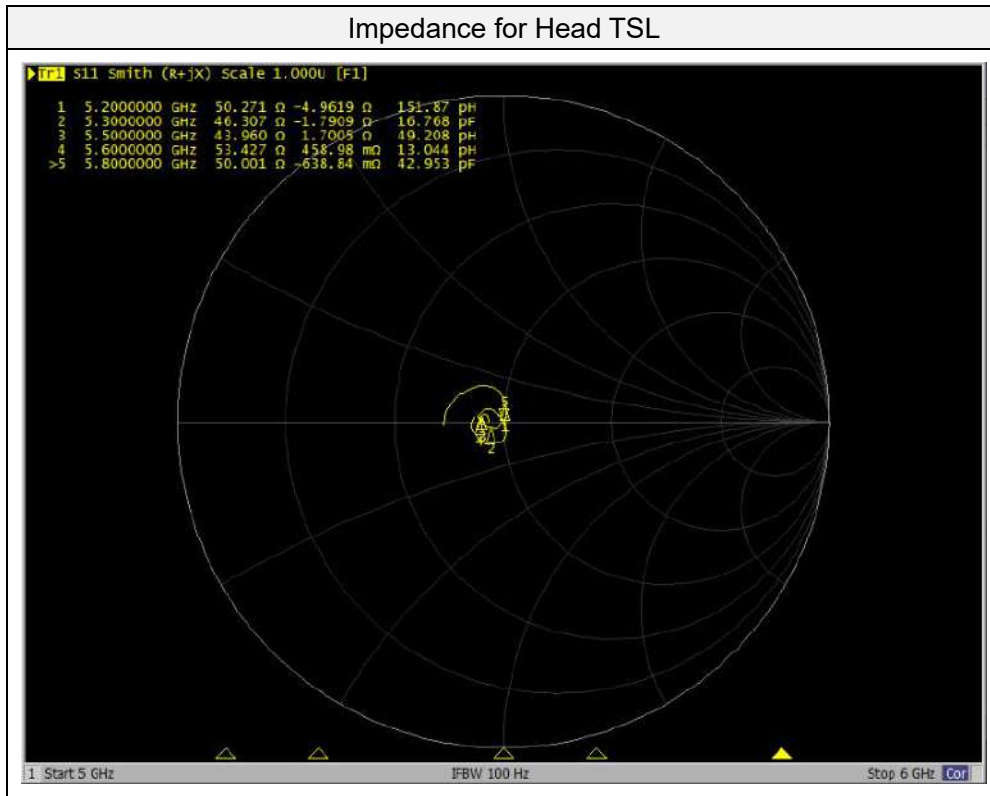 Impedance for Head TSL
Tr1 S11 Smith (R+jX) Scale 1.000U [F1]
1 5.2000000 GHz 50.271 Ω -4.9619 Ω 151.87 pH
2 5.3000000 GHz 46.307 Ω -1.7909 Ω 16.768 pF
3 5.5000000 GHz 43.960 Ω 1.7005 Ω 49.208 pH
4 5.6000000 GHz 53.427 Ω 458.98 mΩ 13.044 pH
>5 5.8000000 GHz 50.001 Ω -638.84 mΩ 42.953 pF
5
1
2
1 Start 5 GHz IFBW 100 Hz Stop 6 GHz Cor